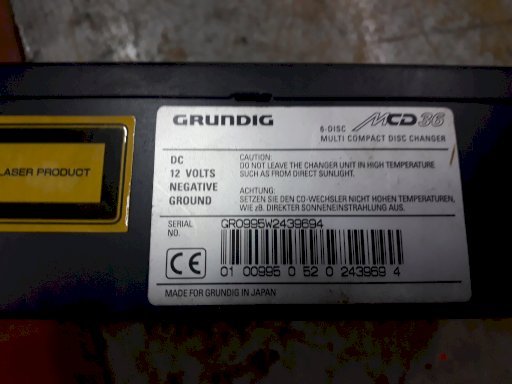 GRUNDIG
6-DISC MCD 36
MULTI COMPACT DISC CHANGER
LASER PRODUCT
DC
12 VOLTS
NEGATIVE
GROUND
CAUTION:
DO NOT LEAVE THE CHANGER UNIT IN HIGH TEMPERATURE
SUCH AS FROM DIRECT SUNLIGHT.
ACHTUNG:
SETZEN SIE DEN CD-WECHSLER NICHT HOHEN TEMPERATUREN,
WIE zB. DIREKTER SONNENEINSTRAHLUNG AUS.
SERIAL
NO.
GR0995W2439694
CE
01 00995 0 52 0 243969 4
MADE FOR GRUNDIG IN JAPAN